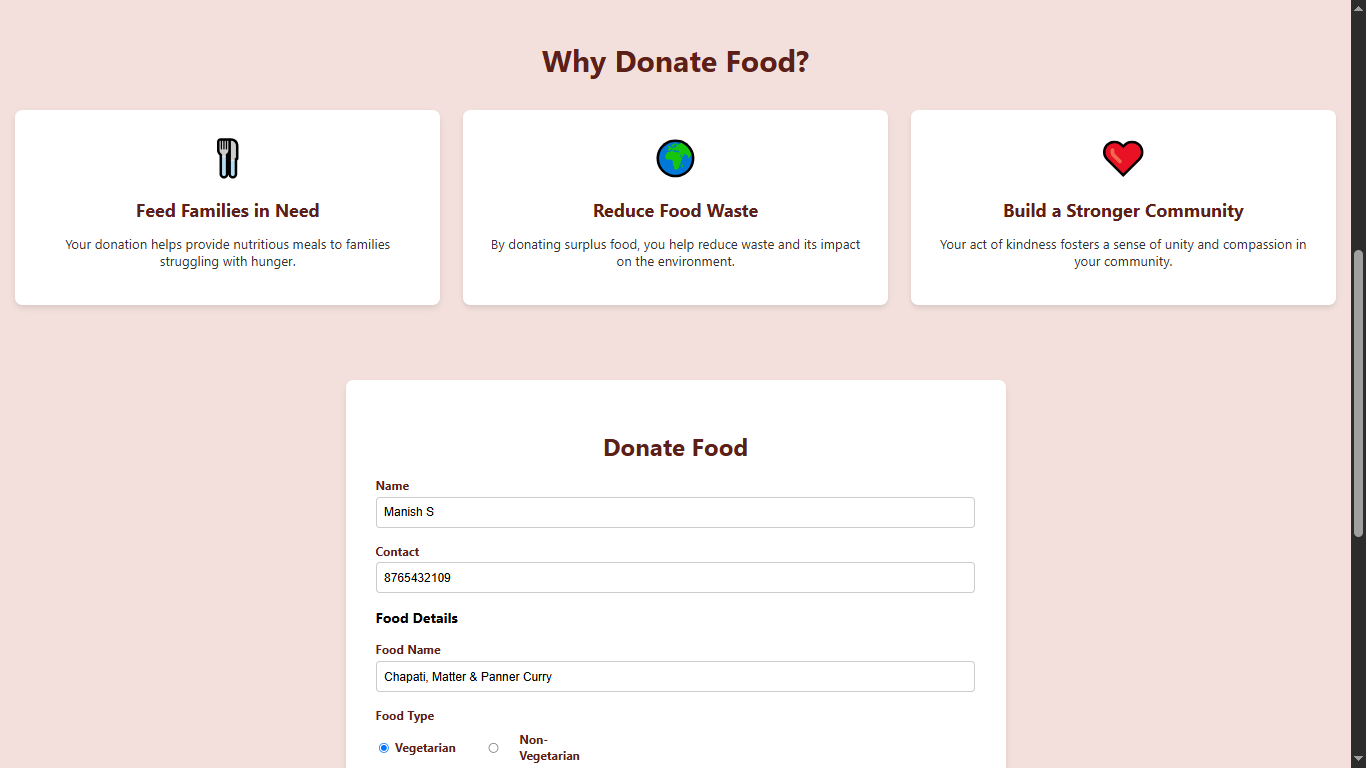 Why Donate Food?
Feed Families in Need
Your donation helps provide nutritious meals to families
struggling with hunger.
Reduce Food Waste
By donating surplus food, you help reduce waste and its impact
on the environment.
Build a Stronger Community
Your act of kindness fosters a sense of unity and compassion in
your community.
Donate Food
Name
Manish S
Contact
8765432109
Food Details
Food Name
Chapati, Matter & Panner Curry
Food Type
Vegetarian
Non-
Vegetarian